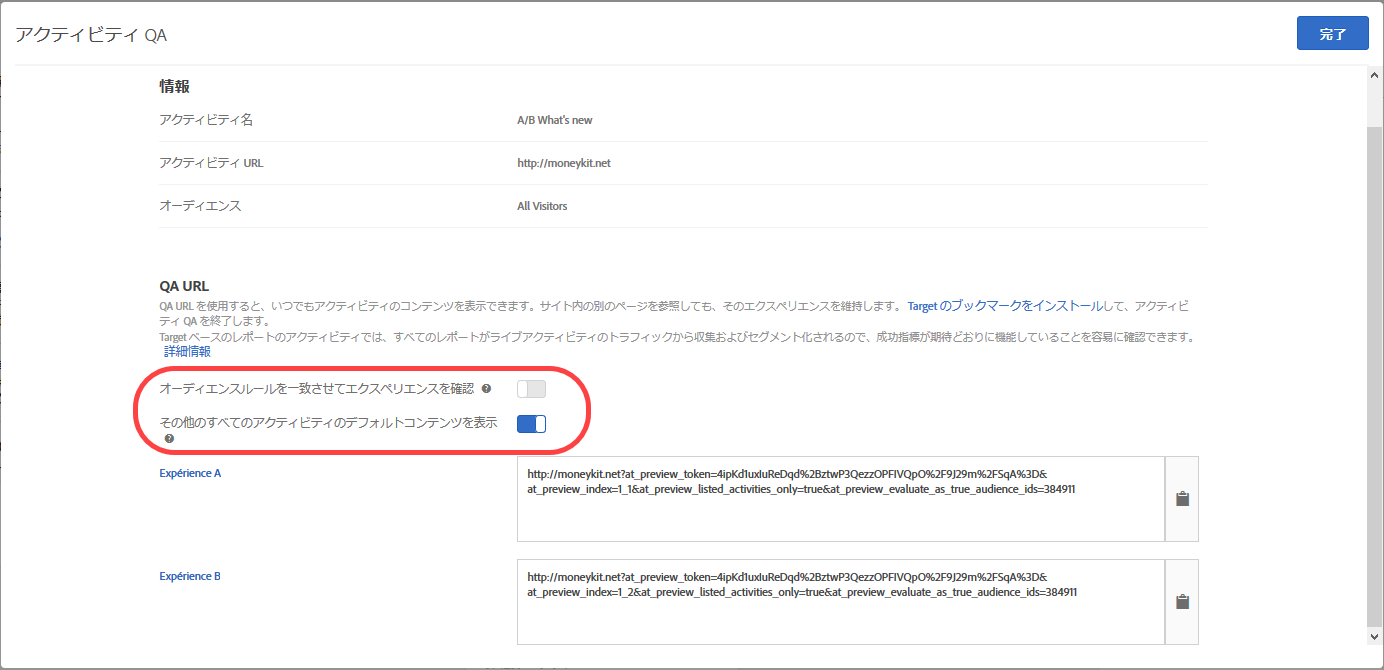 アクティビティ QA
完了
情報
アクティビティ名 A/B What's new
アクティビティ URL http://moneykit.net
オーディエンス All Visitors
QA URL
QA URL を使用すると、いつでもアクティビティのコンテンツを表示できます。サイト内の別のページを参照しても、そのエクスペリエンスを維持します。 Target のブックマークをインストールして、アクティビ
ティ QA を終了します。
Target ベースのレポートのアクティビティでは、すべてのレポートがライブアクティビティのトラフィックから収集およびセグメント化されるので、成功指標が期待どおりに機能していることを容易に確認できます。
詳細情報
オーディエンスルールを一致させてエクスペリエンスを確認 ?
その他のすべてのアクティビティのデフォルトコンテンツを表示
?
Expérience A
http://moneykit.net?at_preview_token=4ipKd1uxIuReDqd%2BztwP3QezzOPFIVQpO%2F9J29m%2FSqA%3D&
at_preview_index=1_1&at_preview_listed_activities_only=true&at_preview_evaluate_as_true_audience_ids=384911
Expérience B
http://moneykit.net?at_preview_token=4ipKd1uxIuReDqd%2BztwP3QezzOPFIVQpO%2F9J29m%2FSqA%3D&
at_preview_index=1_2&at_preview_listed_activities_only=true&at_preview_evaluate_as_true_audience_ids=384911